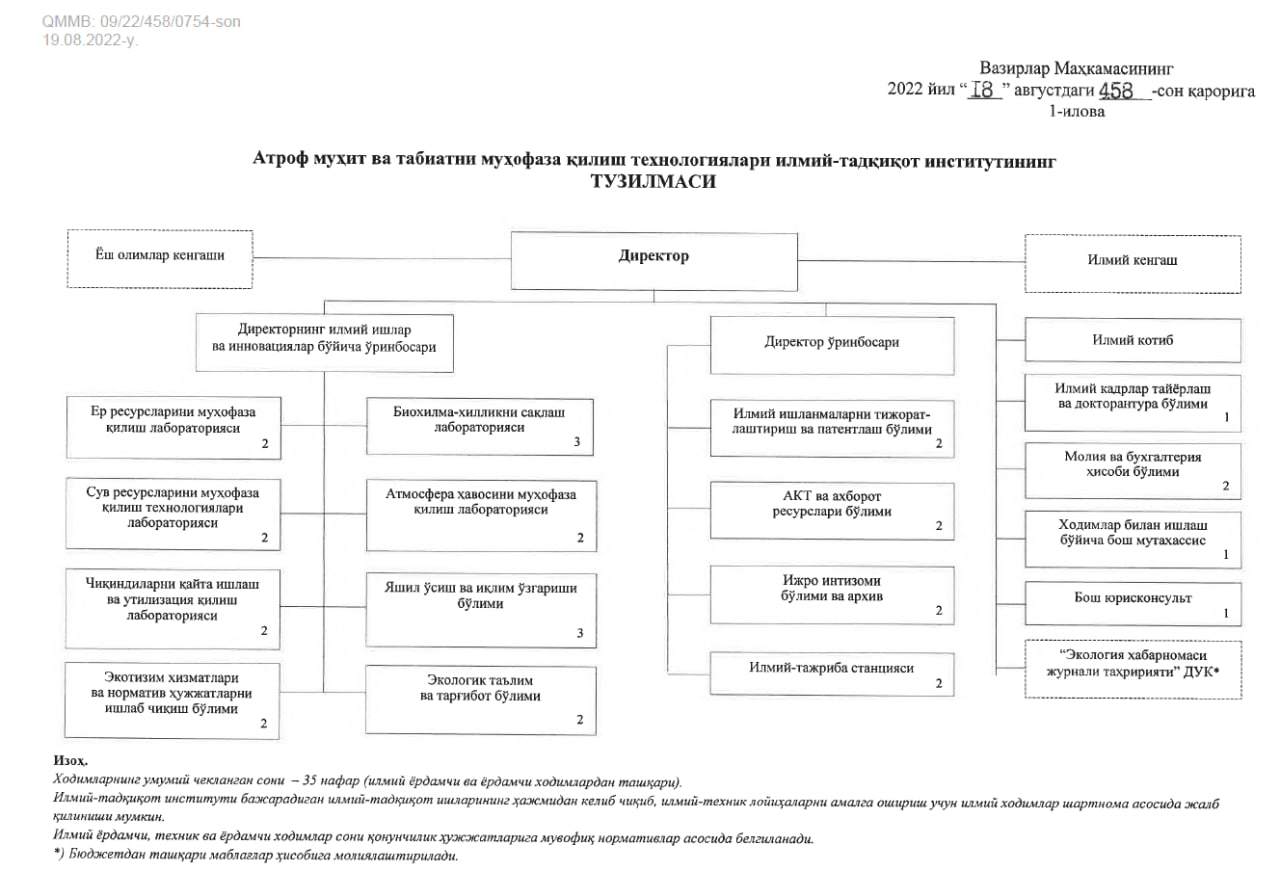 QMMB: 09/22/458/0754-son
19.08.2022-y.
Вазирлар Маҳкамасининг
2022 йил “I8” августдаги 458 -сон қарорига
1-илова
Атроф муҳит ва табиатни муҳофаза қилиш технологиялари илмий-тадқиқот институтининг
ТУЗИЛМАСИ
Ёш олимлар кенгаши
Директор
Илмий кенгаш
Директорнинг илмий ишлар
ва инновациялар бўйича ўринбосари
Ер ресурсларини муҳофаза
қилиш лабораторияси
2
Биохилма-хилликни сақлаш
лабораторияси
3
Сув ресурсларини муҳофаза
қилиш технологиялари
лабораторияси
2
Атмосфера ҳавосини муҳофаза
қилиш лабораторияси
2
Чиқиндиларни қайта ишлаш
ва утилизация қилиш
лабораторияси
2
Яшил ўсиш ва иқлим ўзгариши
бўлими
3
Экотизим хизматлари
ва норматив ҳужжатларни
ишлаб чиқиш бўлими
2
Экологик таълим
ва тарғибот бўлими
2
Директор ўринбосари
Илмий ишланмаларни тижорат-
лаштириш ва патентлаш бўлими
2
АКТ ва ахборот
ресурслари бўлими
2
Ижро интизоми
бўлими ва архив
2
Илмий-тажриба станцияси
2
Илмий котиб
Илмий кадрлар тайёрлаш
ва докторантура бўлими
1
Молия ва бухгалтерия
ҳисоби бўлими
2
Ходимлар билан ишлаш
бўйича бош мутахассис
1
Бош юрисконсульт
1
“Экология хабарномаси
журнали таҳририяти” ДУК*
Изоҳ.
Ходимларнинг умумий чекланган сони – 35 нафар (илмий ёрдамчи ва ёрдамчи ходимлардан ташқари).
Илмий-тадқиқот институти бажарадиган илмий-тадқиқот ишларининг ҳажмидан келиб чиқиб, илмий-техник лойиҳаларни амалга ошириш учун илмий ходимлар шартнома асосида жалб
қилиниши мумкин.
Илмий ёрдамчи, техник ва ёрдамчи ходимлар сони қонунчилик ҳужжатларига мувофиқ нормативлар асосида белгиланади.
*) Бюджетдан ташқари маблағлар ҳисобига молиялаштирилади.